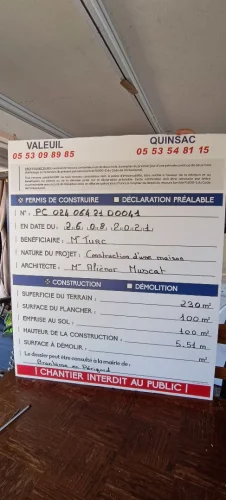 VALEUIL QUINSAC
05 53 09 89 85 05 53 54 81 15
PERMIS DE CONSTRUIRE DÉCLARATION PRÉALABLE
N° : PC 024 064 21 D0041
EN DATE DU : 26.08.2021
BÉNÉFICIAIRE : Mr Turc
NATURE DU PROJET : Construction d'une maison
ARCHITECTE : Mr Muscat
CONSTRUCTION DÉMOLITION
SUPERFICIE DU TERRAIN : 230 m²
SURFACE DU PLANCHER : 100 m²
EMPRISE AU SOL : 100 m²
HAUTEUR DE LA CONSTRUCTION : 5,51 m
SURFACE À DÉMOLIR : m²
Le dossier peut être consulté à la mairie de :
Brantôme en Périgord
! CHANTIER INTERDIT AU PUBLIC !